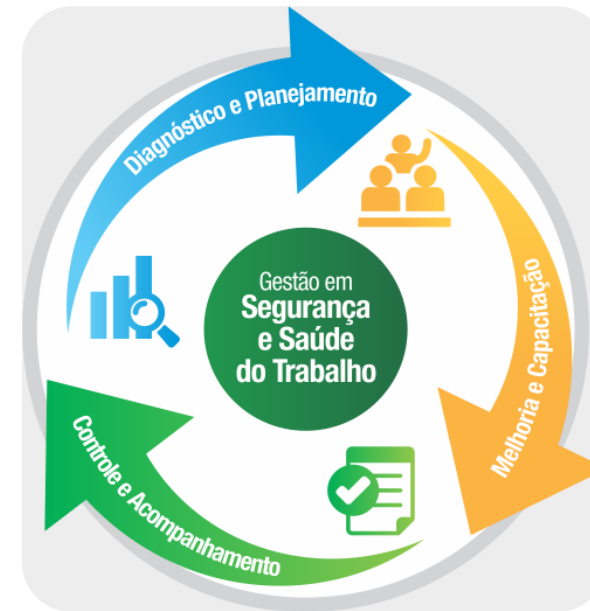 Diagnóstico e Planejamento
Melhoria e Capacitação
Controle e Acompanhamento
Gestão em
Segurança
e Saúde
do Trabalho